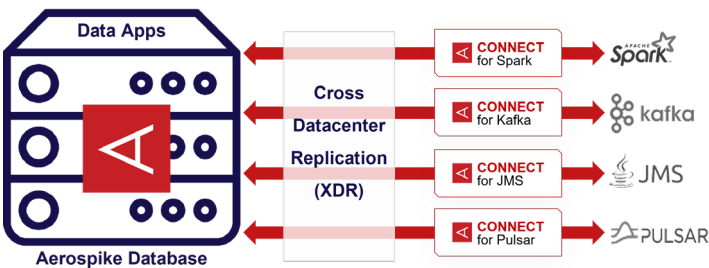 Data Apps
Aerospike Database
Cross
Datacenter
Replication
(XDR)
CONNECT
for Spark
APACHE
Spark
CONNECT
for Kafka
kafka
CONNECT
for JMS
JMS
CONNECT
for Pulsar
PULSAR